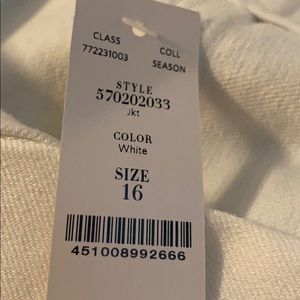 CLASS COLL
772231003 SEASON
STYLE
570202033
Jkt
COLOR
White
SIZE
16
451008992666